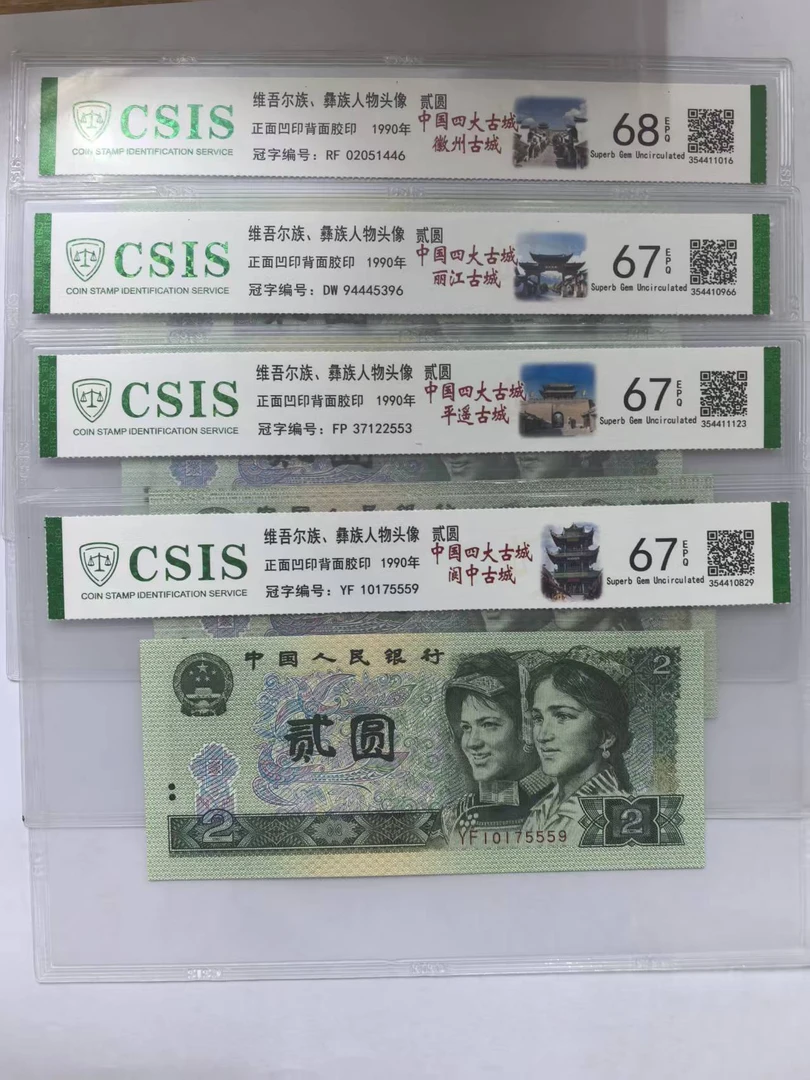 CSIS
COIN STAMP IDENTIFICATION SERVICE
维吾尔族、彝族人物头像 贰圆
正面凹印背面胶印 1990年
冠字编号：RF 02051446
中国四大古城
徽州古城
68 EPQ
Superb Gem Uncirculated
354411016
CSIS
COIN STAMP IDENTIFICATION SERVICE
维吾尔族、彝族人物头像 贰圆
正面凹印背面胶印 1990年
冠字编号：DW 94445396
中国四大古城
丽江古城
67 EPQ
Superb Gem Uncirculated
354410966
CSIS
COIN STAMP IDENTIFICATION SERVICE
维吾尔族、彝族人物头像 贰圆
正面凹印背面胶印 1990年
冠字编号：FP 37122553
中国四大古城
平遥古城
67 EPQ
Superb Gem Uncirculated
354411123
CSIS
COIN STAMP IDENTIFICATION SERVICE
维吾尔族、彝族人物头像 贰圆
正面凹印背面胶印 1990年
冠字编号：YF 10175559
中国四大古城
阆中古城
67 EPQ
Superb Gem Uncirculated
354410829
中国人民银行
2
贰圆
2
2
YF10175559